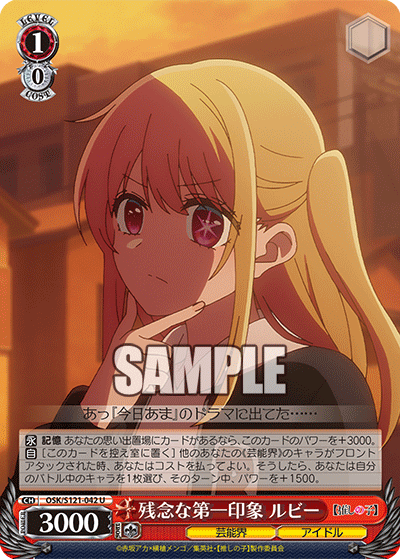 LEVEL
1
0
COST
SAMPLE
あっ『今日あま』のドラマに出てた……
永 記憶 あなたの思い出置場にカードがあるなら、このカードのパワーを＋3000。
自 ［このカードを控え室に置く］ 他のあなたの《芸能界》のキャラがフロント
アタックされた時、あなたはコストを払ってよい。そうしたら、あなたは自分
のバトル中のキャラを1枚選び、そのターン中、パワーを＋1500。
CH OSK/S121-042 U
3000
POWER
残念な第一印象 ルビー
【推しの子】
芸能界
アイドル
©赤坂アカ×横槍メンゴ／集英社・【推しの子】製作委員会